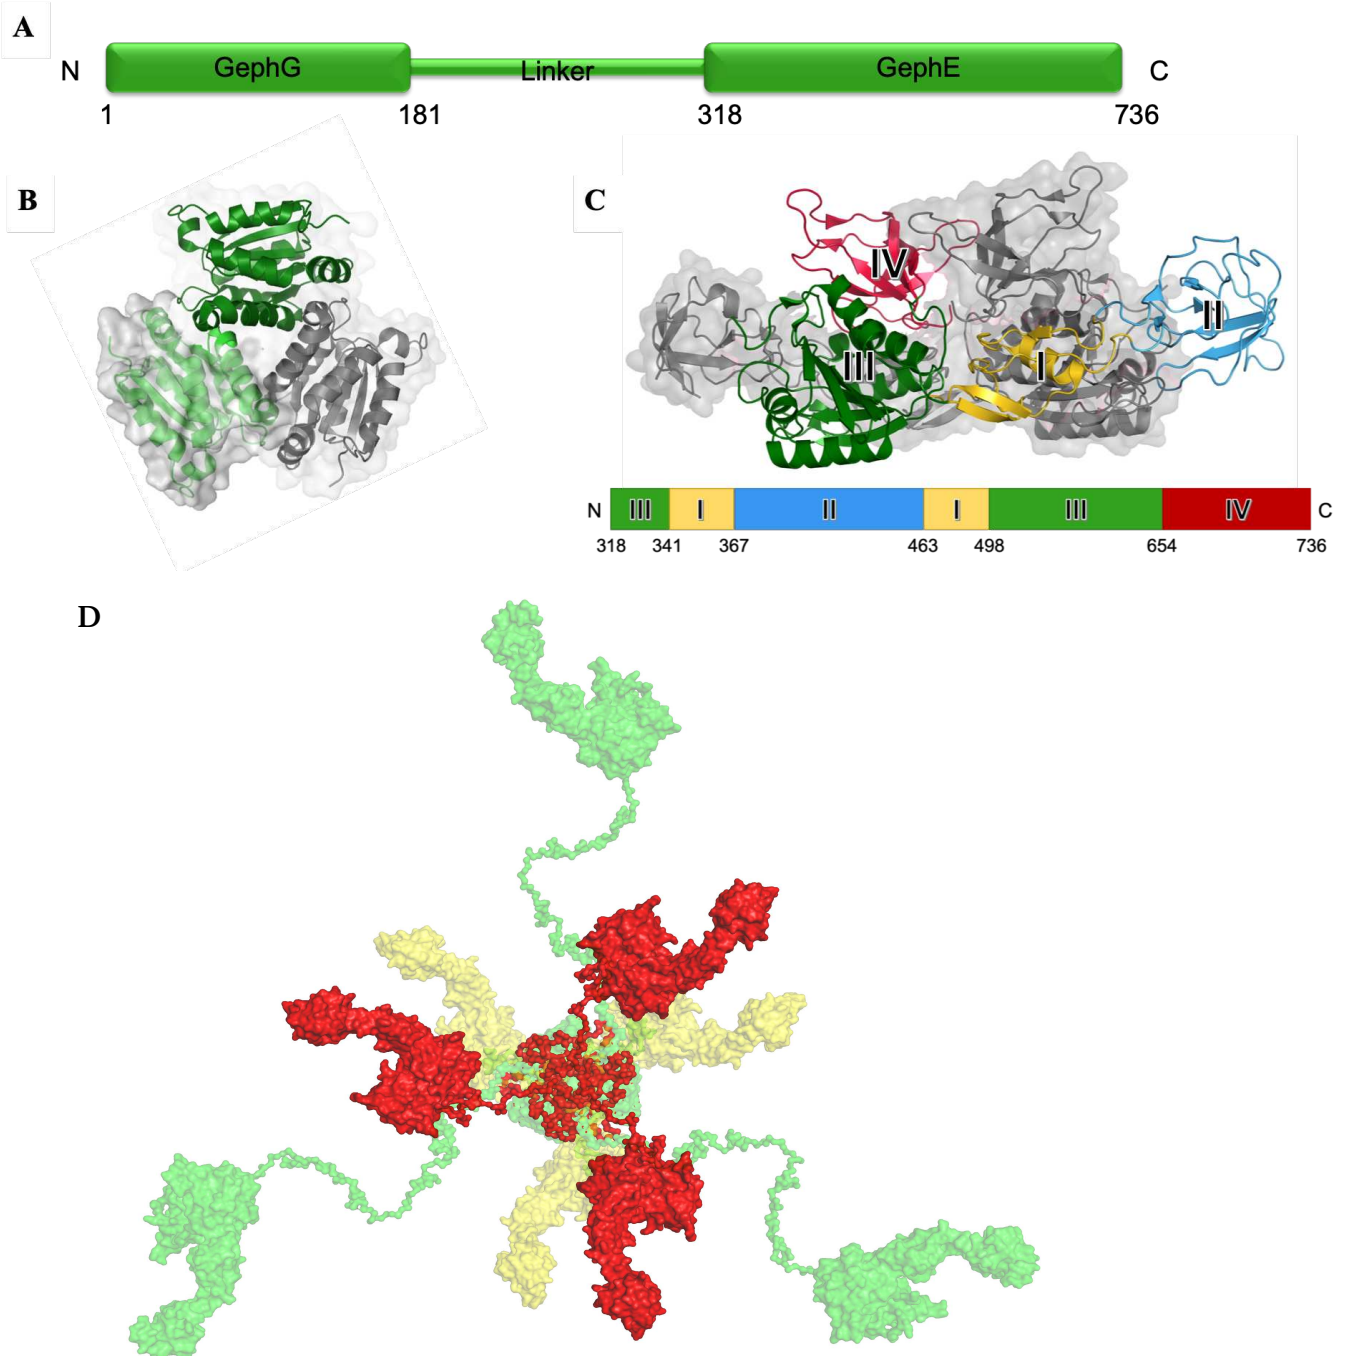 A
N GephG Linker GephE C
1 181 318 736
B
C
IV
II
III
I
N III I II I III IV C
318 341 367 463 498 654 736
D